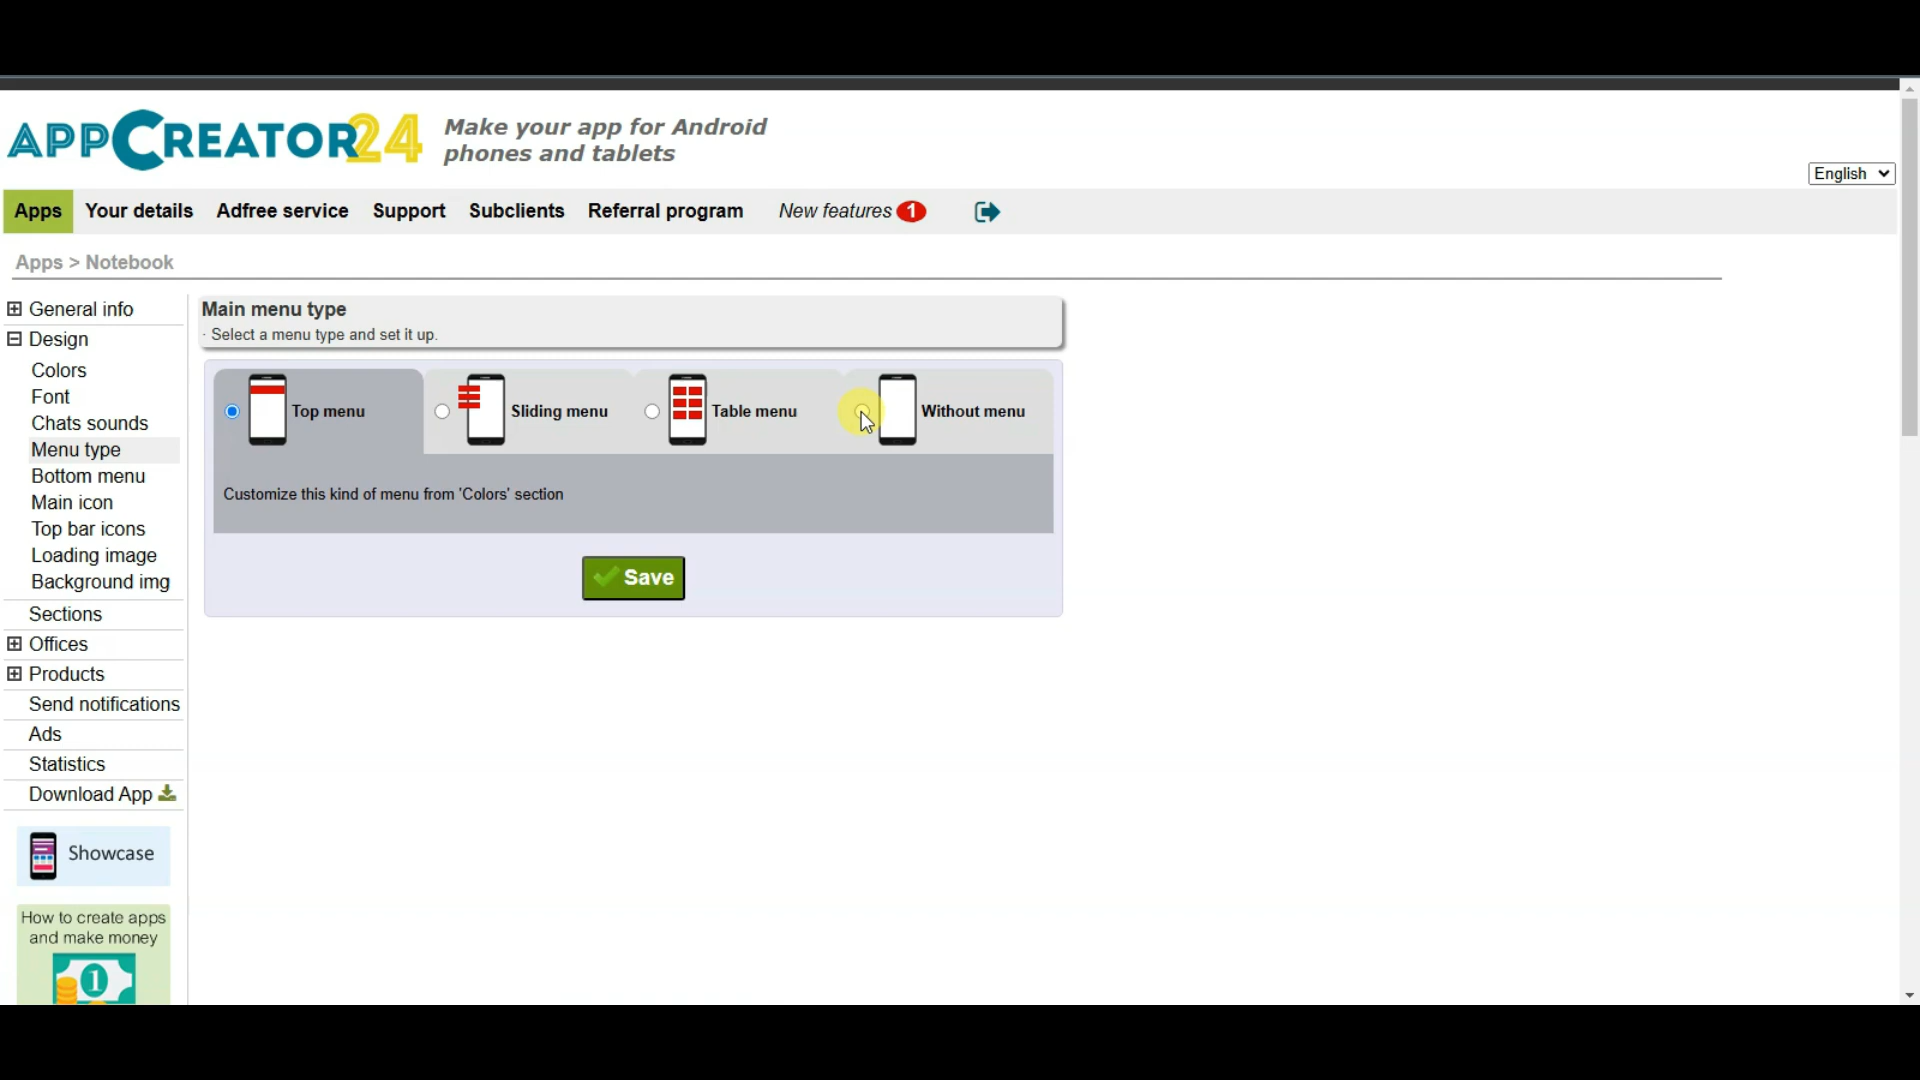 APPCREATOR24
Make your app for Android
phones and tablets
English
Apps Your details Adfree service Support Subclients Referral program New features 1
Apps > Notebook
General info
Design
Colors
Font
Chats sounds
Menu type
Bottom menu
Main icon
Top bar icons
Loading image
Background img
Sections
Offices
Products
Send notifications
Ads
Statistics
Download App
Showcase
How to create apps
and make money
1
Main menu type
· Select a menu type and set it up.
Top menu Sliding menu Table menu Without menu
Customize this kind of menu from 'Colors' section
Save